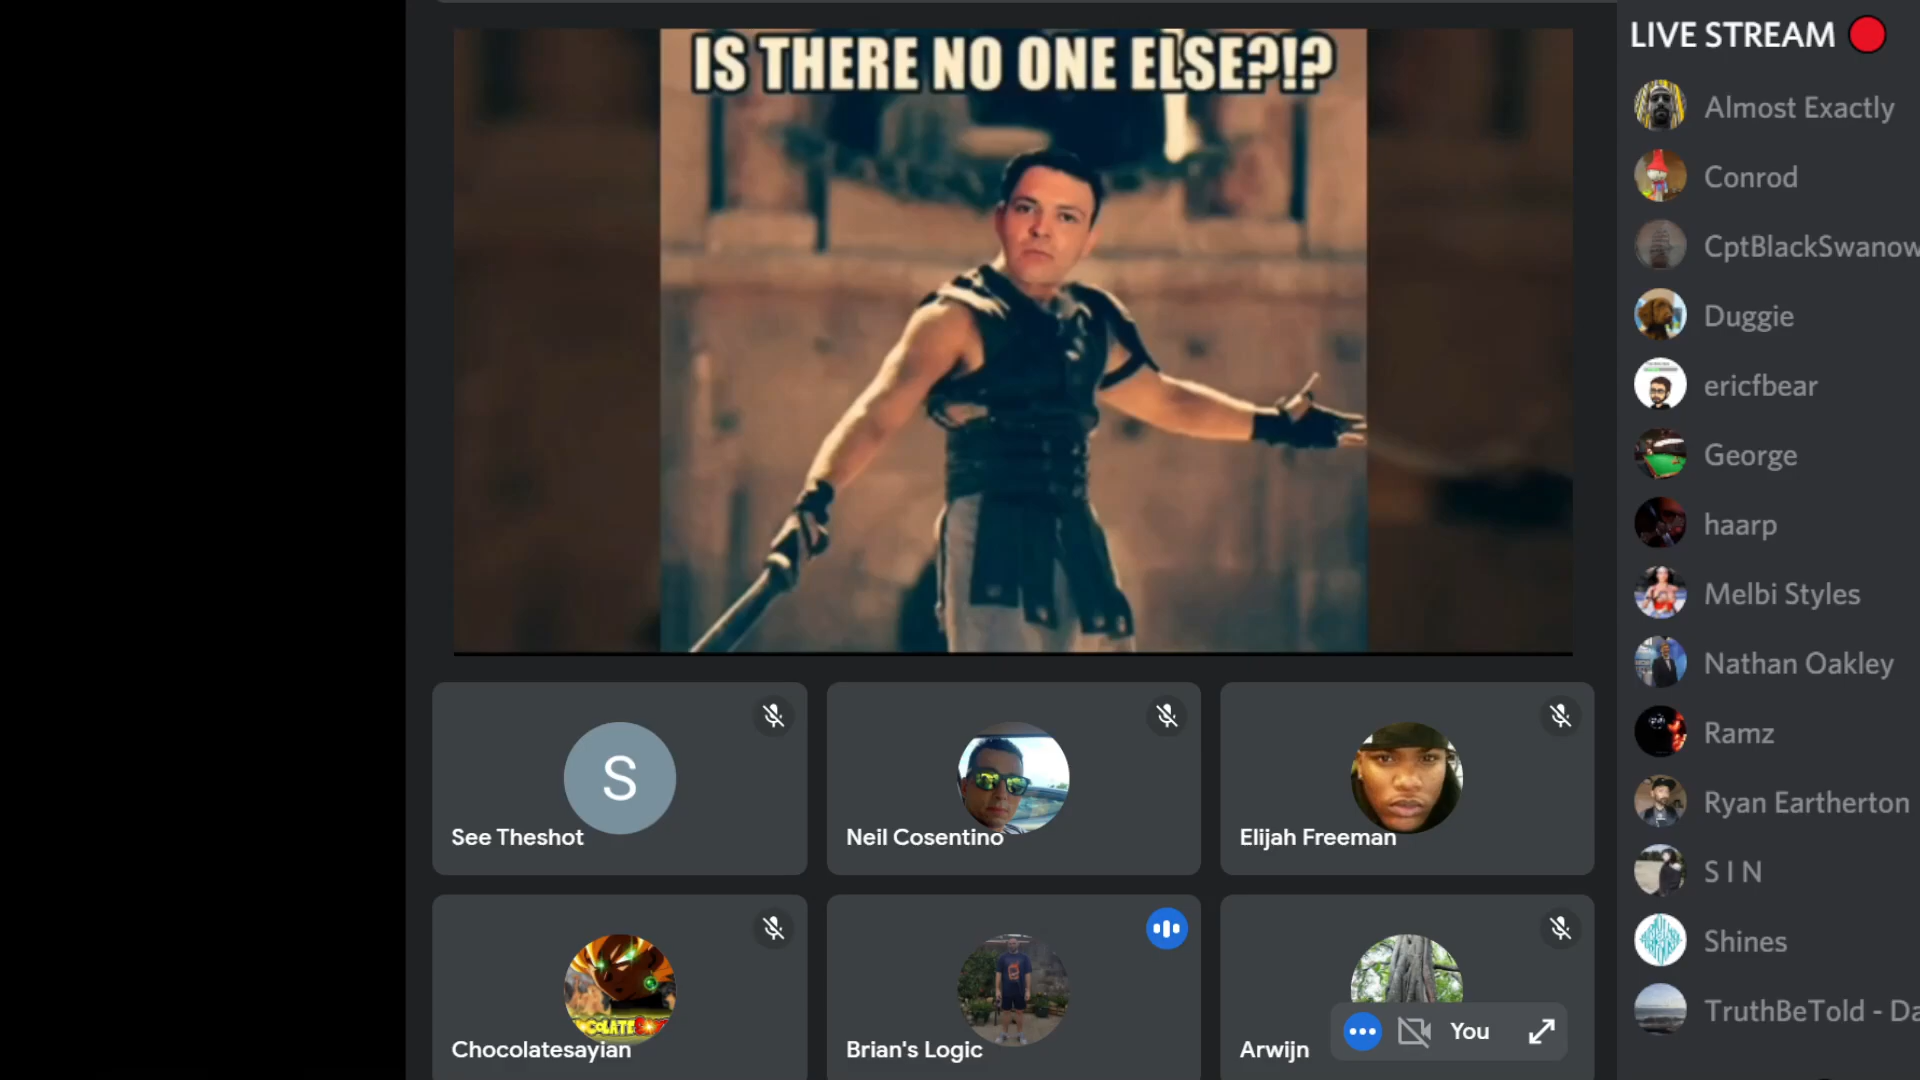 IS THERE NO ONE ELSE?!?
LIVE STREAM
Almost Exactly
Conrod
CptBlackSwanow
Duggie
ericfbear
George
haarp
Melbi Styles
Nathan Oakley
Ramz
Ryan Eartherton
S I N
Shines
TruthBeTold - Da
S
See Theshot
Neil Cosentino
Elijah Freeman
Chocolatesayian
Brian's Logic
Arwijn
You